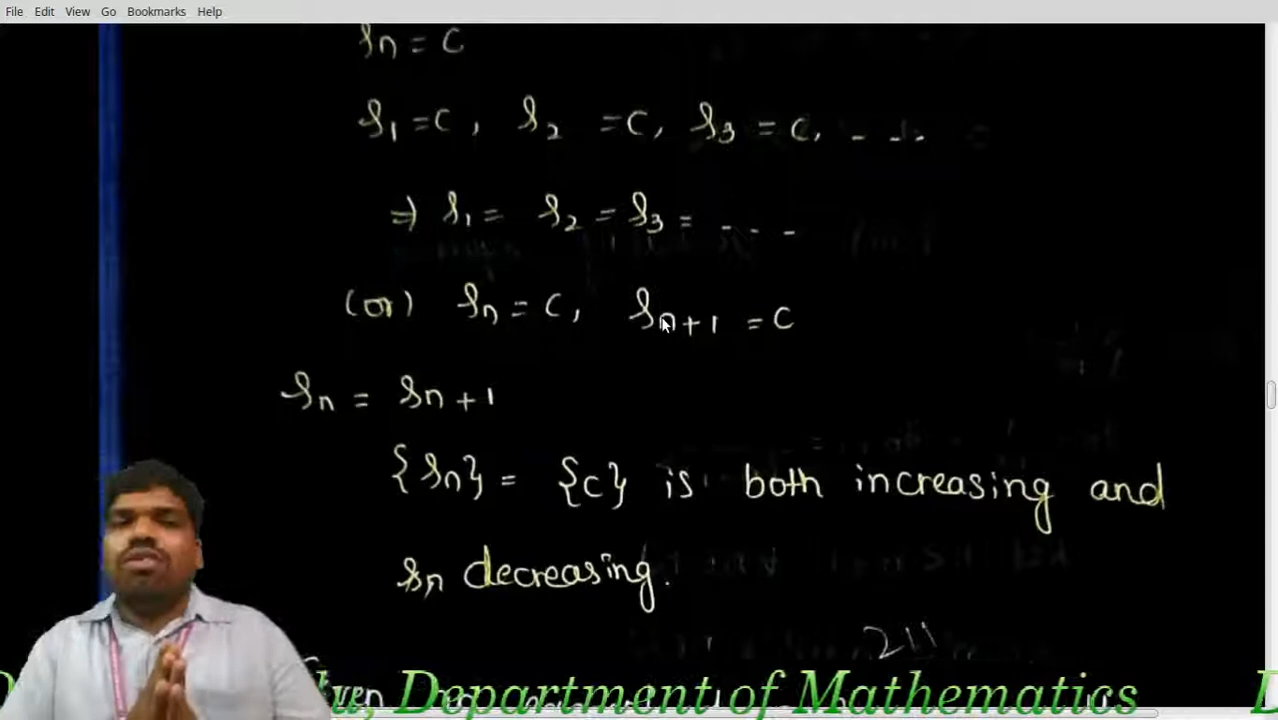 File Edit View Go Bookmarks Help
Sn = C
S1 = C, S2 = C, S3 = C, - - - -
⇒ S1 = S2 = S3 = - - - -
(or) Sn = C, Sn+1 = C
Sn = Sn+1
{Sn} = {C} is both increasing and
Sn decreasing.
Department of Mathematics